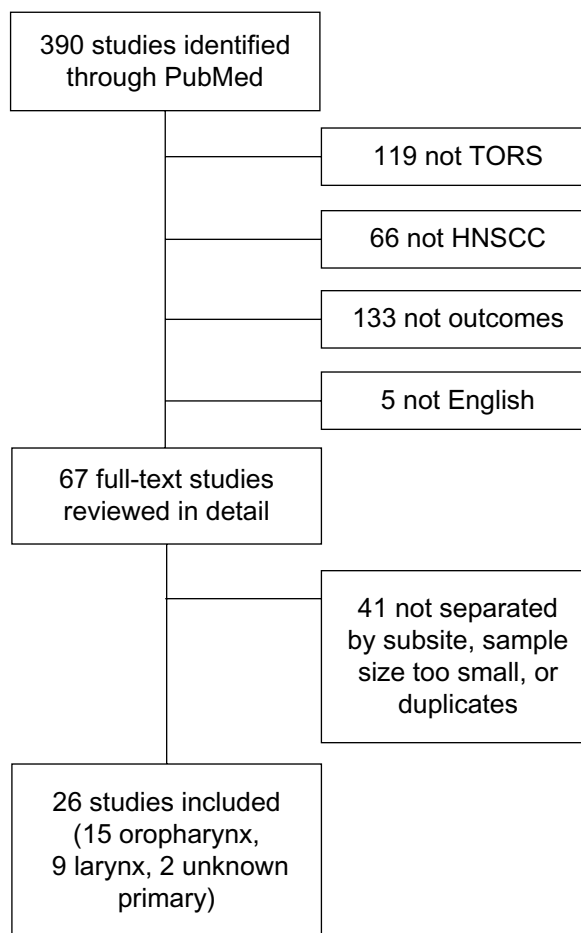 390 studies identified
through PubMed
119 not TORS
66 not HNSCC
133 not outcomes
5 not English
67 full-text studies
reviewed in detail
41 not separated
by subsite, sample
size too small, or
duplicates
26 studies included
(15 oropharynx,
9 larynx, 2 unknown
primary)